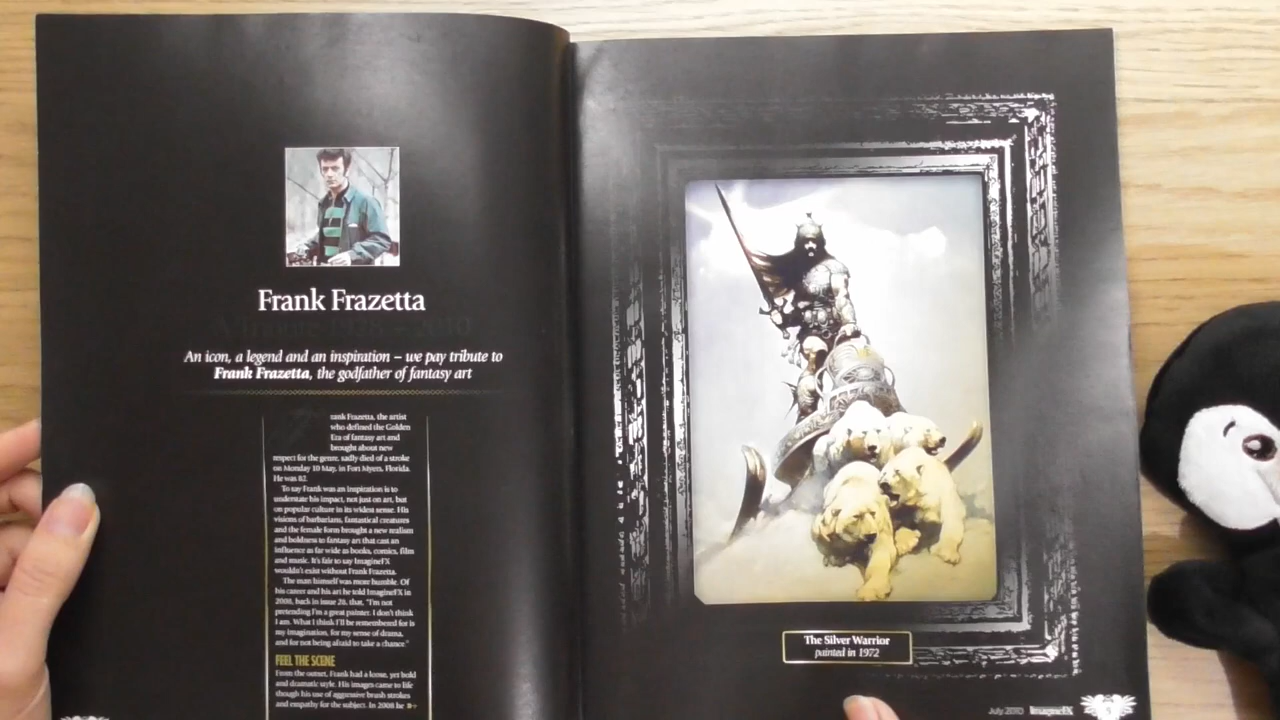 Frank Frazetta
A tribute 1928 – 2010
An icon, a legend and an inspiration – we pay tribute to
Frank Frazetta, the godfather of fantasy art
rank Frazetta, the artist
who defined the Golden
Era of fantasy art and
brought about new
respect for the genre, sadly died of a stroke
on Monday 10 May, in Fort Myers, Florida.
He was 82.
To say Frank was an inspiration is to
understate his impact, not just on art, but
on popular culture in its widest sense. His
visions of barbarians, fantastical creatures
and the female form brought a new realism
and boldness to fantasy art that cast an
influence as far wide as books, comics, film
and music. It's fair to say ImagineFX
wouldn't exist without Frank Frazetta.
The man himself was more humble. Of
his career and his art he told ImagineFX in
2008, back in issue 28, that, "I'm not
pretending I'm a great painter. I don't think
I am. What I think I'll be remembered for is
my imagination, for my sense of drama,
and for not being afraid to take a chance."
FEEL THE SCENE
From the outset, Frank had a loose, yet bold
and dramatic style. His images came to life
though his use of aggressive brush strokes
and empathy for the subject. In 2008 he
The Silver Warrior
painted in 1972
July 2010 ImagineFX 5